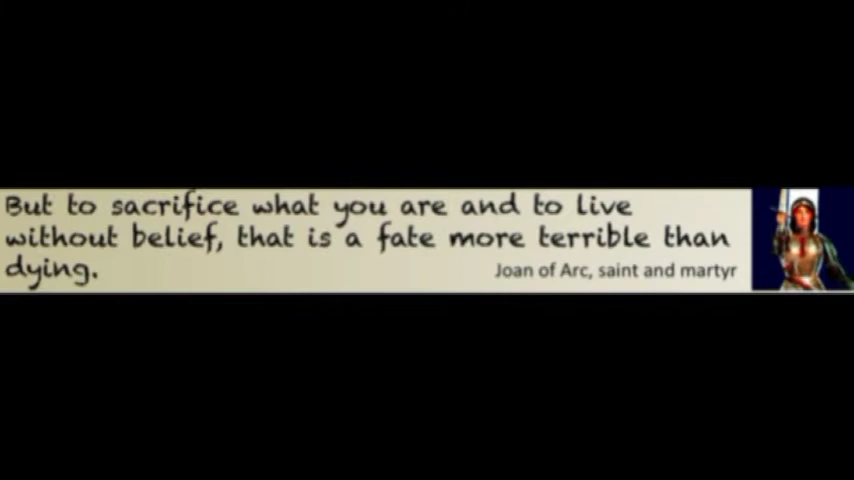 But to sacrifice what you are and to live
without belief, that is a fate more terrible than
dying.
Joan of Arc, saint and martyr